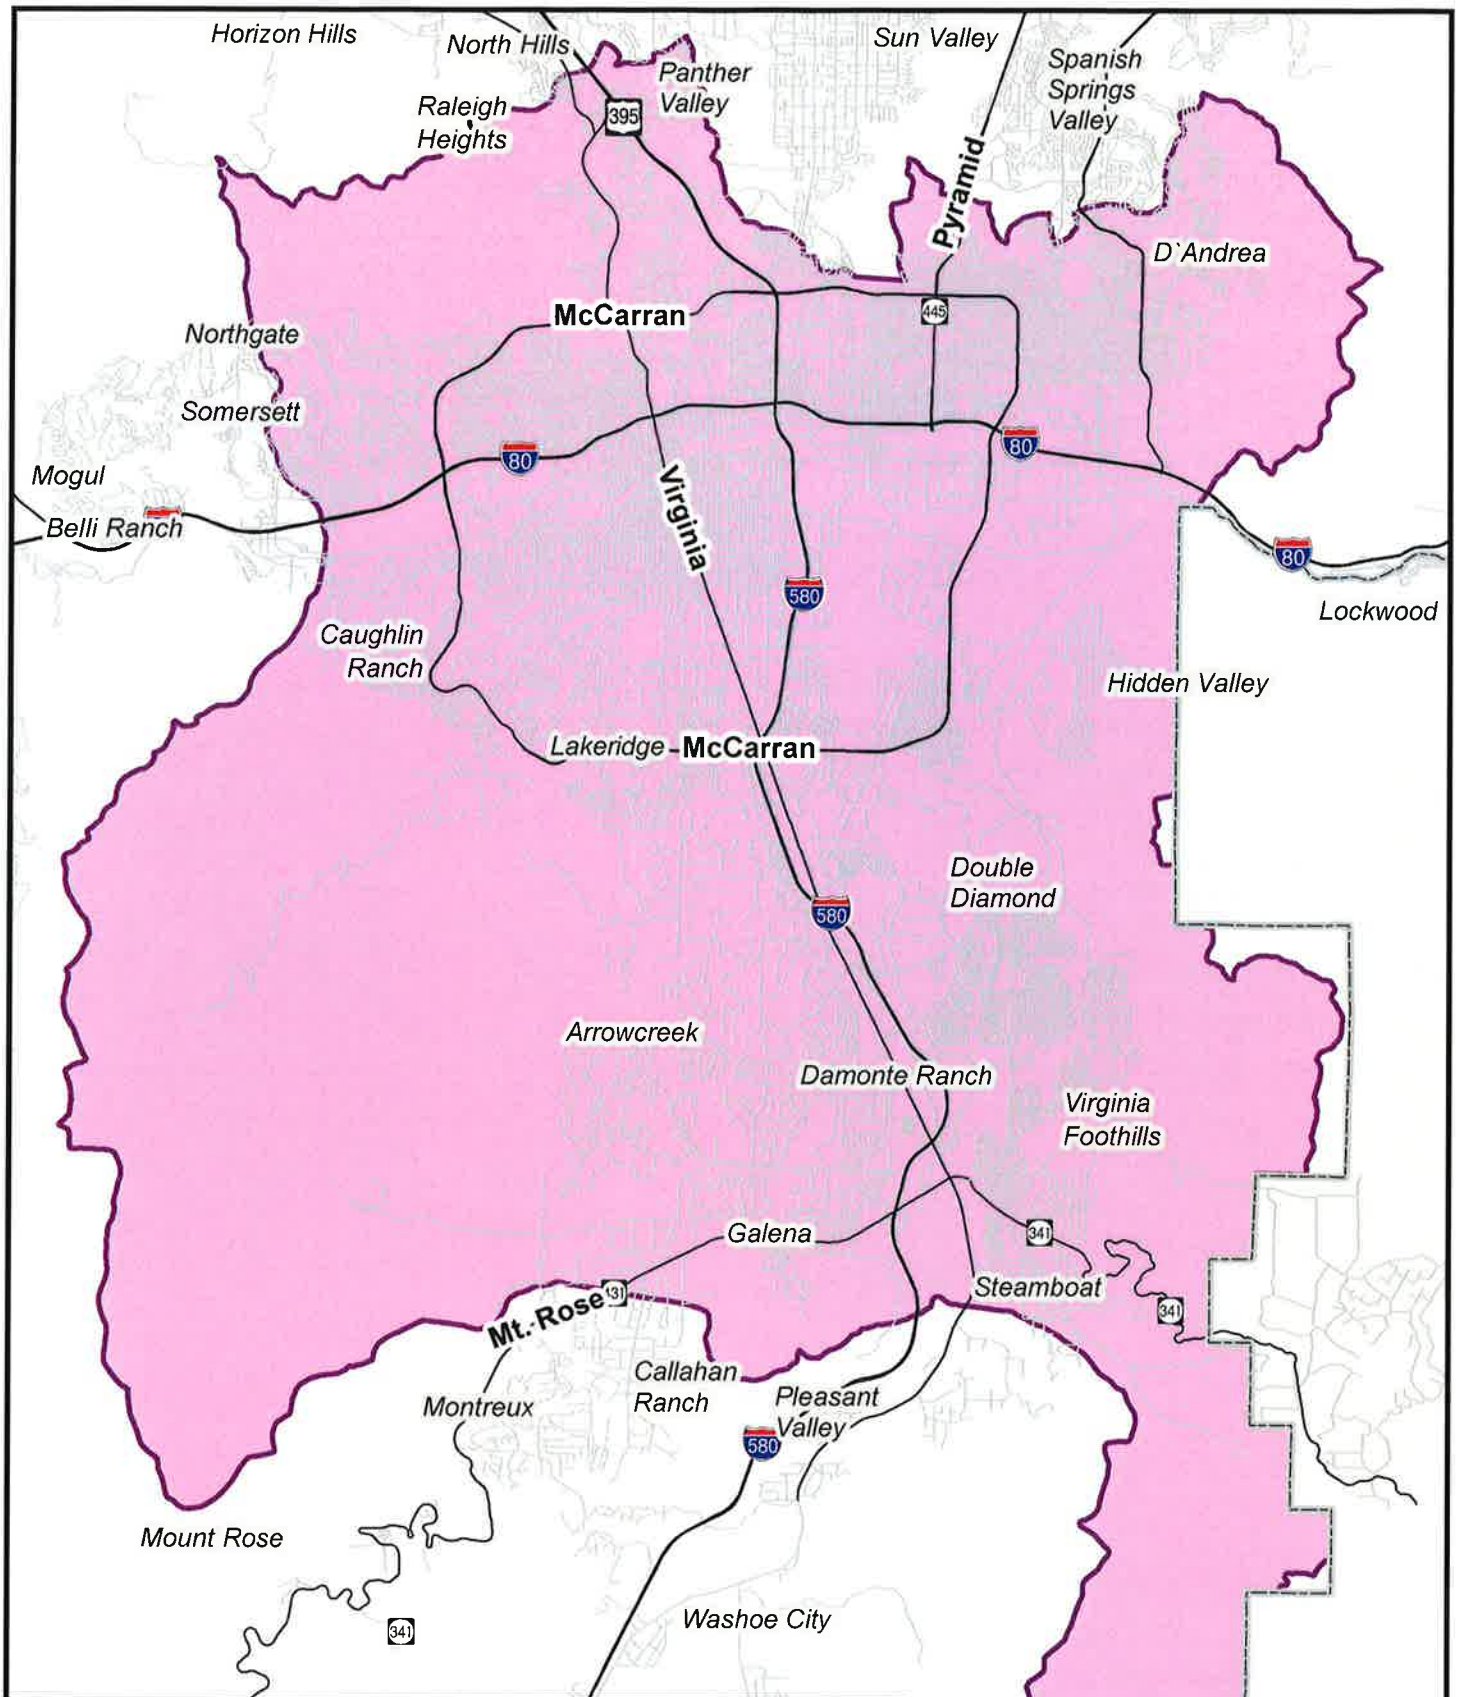 Horizon Hills
North Hills
Sun Valley
Spanish
Springs
Valley
Panther
Valley
Raleigh
Heights
395
Pyramid
D`Andrea
445
McCarran
Northgate
Somersett
80
80
Mogul
Belli Ranch
Virginia
80
580
Lockwood
Caughlin
Ranch
Hidden Valley
Lakeridge
McCarran
Double
Diamond
580
Arrowcreek
Damonte Ranch
Virginia
Foothills
Galena
341
Steamboat
Mt. Rose
341
Callahan
Ranch
Pleasant
Valley
Montreux
580
Mount Rose
Washoe City
341